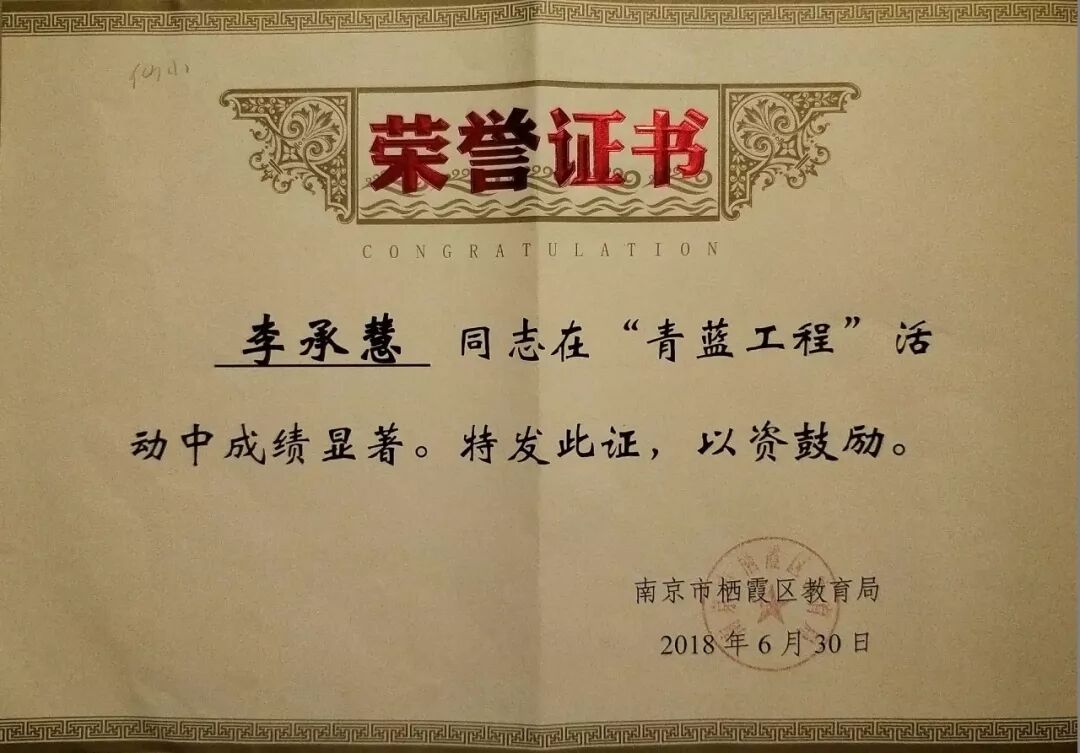 仙小
荣誉证书
CONGRATULATION
李承慧 同志在“青蓝工程”活
动中成绩显著。特发此证，以资鼓励。
南京市栖霞区教育局
2018年6月30日